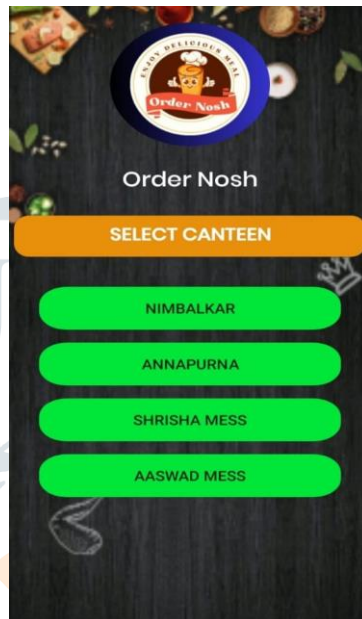 ENJOY DELICIOUS MEAL
Order Nosh
Order Nosh
SELECT CANTEEN
NIMBALKAR
ANNAPURNA
SHRISHA MESS
AASWAD MESS